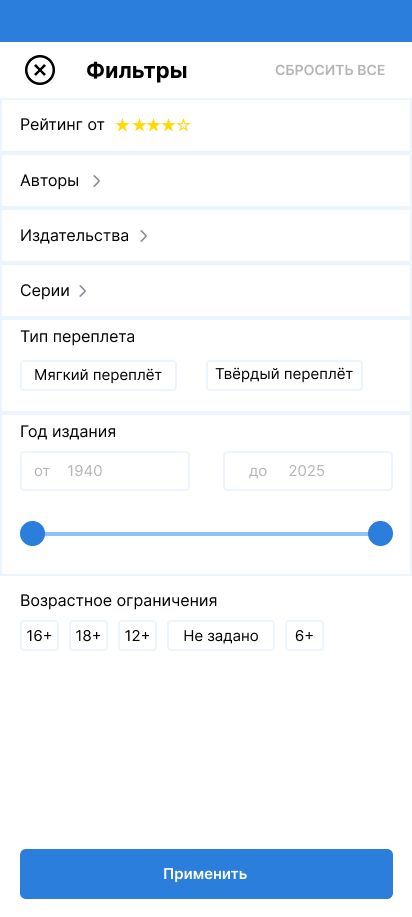 Фильтры СБРОСИТЬ ВСЕ
Рейтинг от ★★★★☆
Авторы
Издательства
Серии
Тип переплета
Мягкий переплёт Твёрдый переплёт
Год издания
от 1940 до 2025
Возрастное ограничения
16+ 18+ 12+ Не задано 6+
Применить